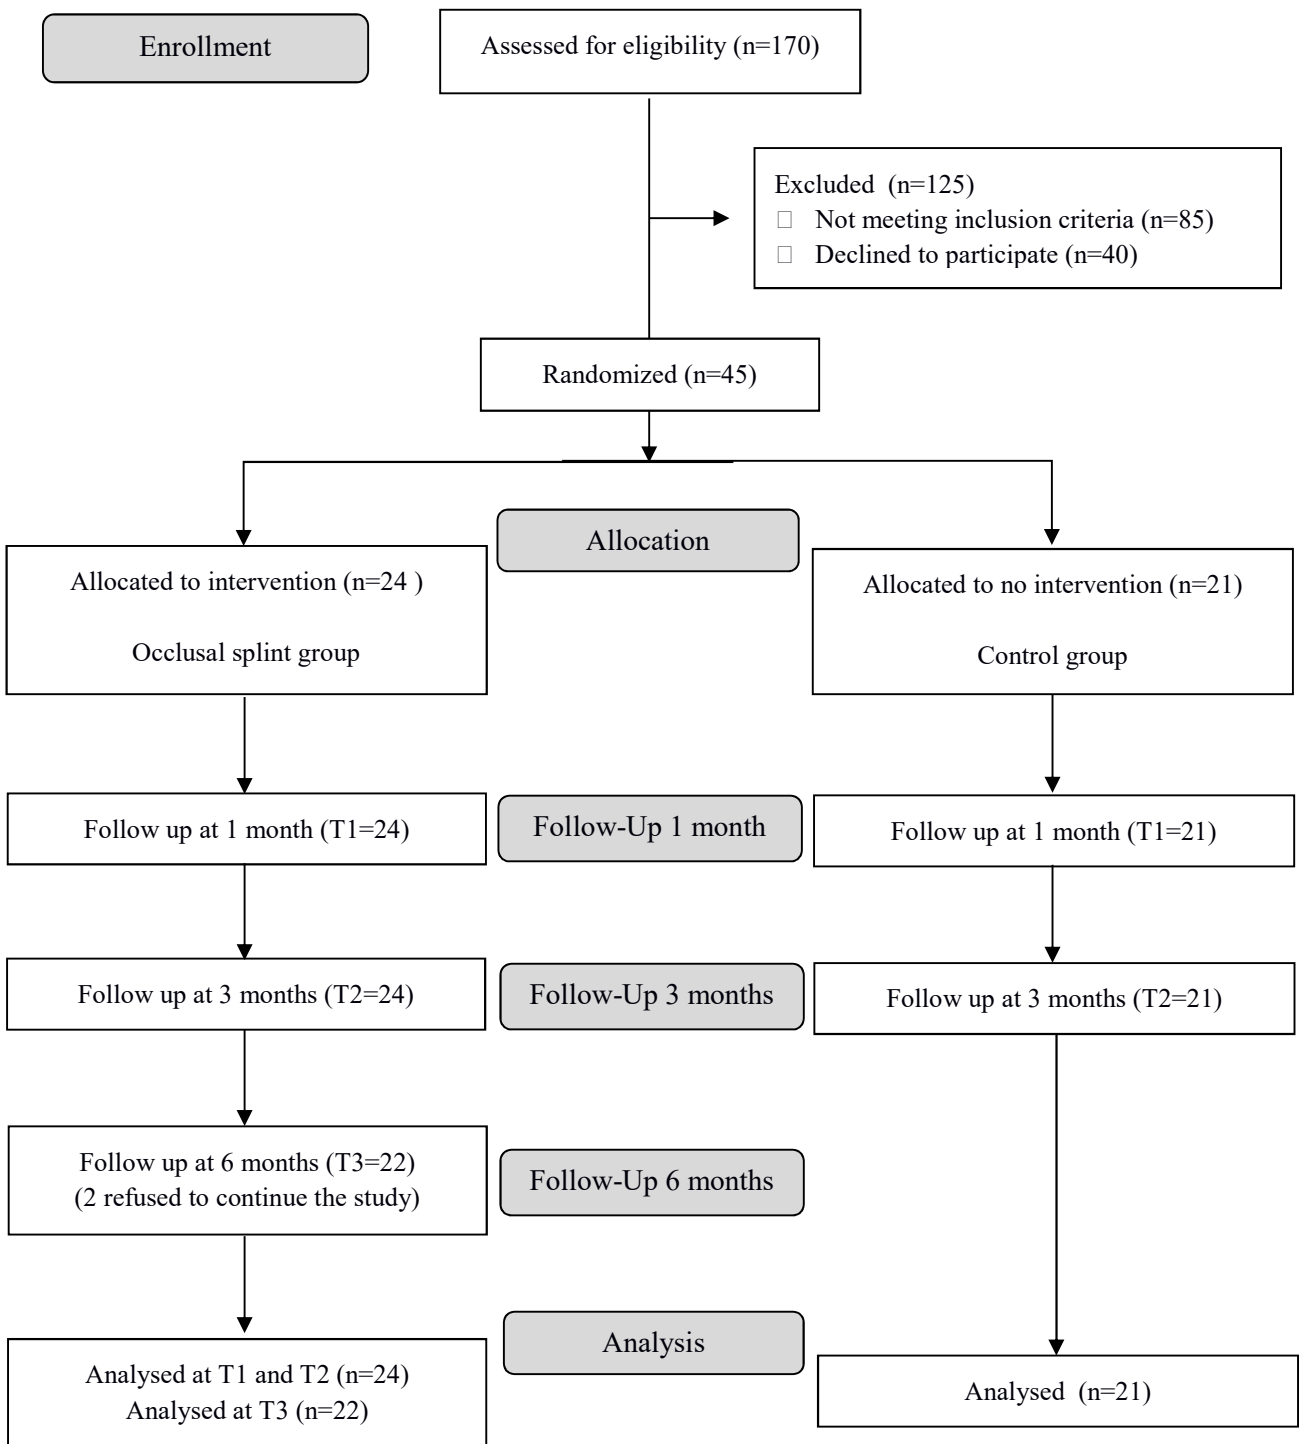 Enrollment
Assessed for eligibility (n=170)
Excluded  (n=125)
Not meeting inclusion criteria (n=85)
Declined to participate (n=40)
Randomized (n=45)
Allocation
Allocated to intervention (n=24 )
Occlusal splint group
Allocated to no intervention (n=21)
Control group
Follow up at 1 month (T1=24)
Follow-Up 1 month
Follow up at 1 month (T1=21)
Follow up at 3 months (T2=24)
Follow-Up 3 months
Follow up at 3 months (T2=21)
Follow up at 6 months (T3=22)
(2 refused to continue the study)
Follow-Up 6 months
Analysis
Analysed at T1 and T2 (n=24)
Analysed at T3 (n=22)
Analysed  (n=21)